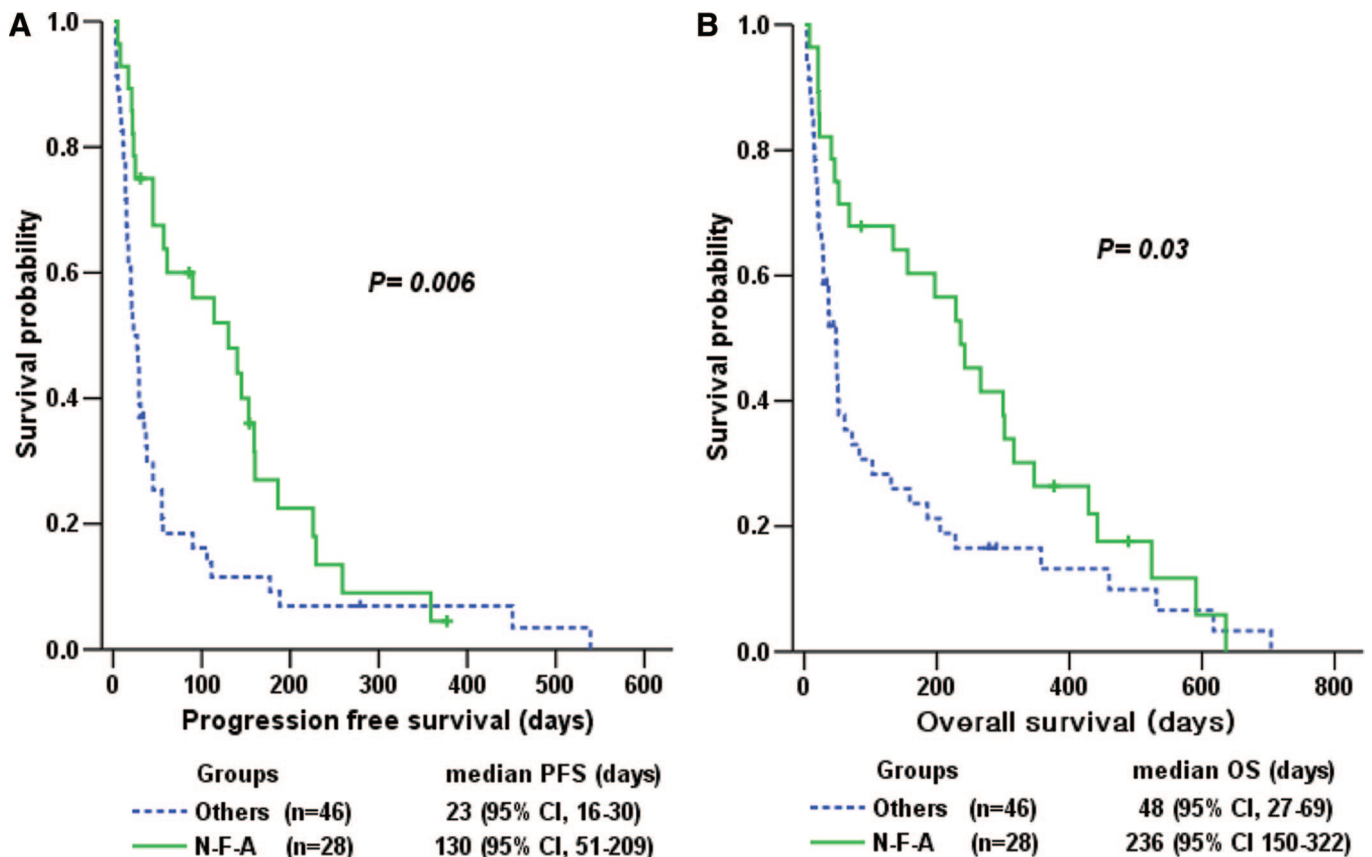 A
Survival probability
1.0
0.8
0.6
0.4
0.2
0.0
P= 0.006
0 100 200 300 400 500 600
Progression free survival (days)
Groups median PFS (days)
Others (n=46) 23 (95% CI, 16-30)
N-F-A (n=28) 130 (95% CI, 51-209)
B
Survival probability
1.0
0.8
0.6
0.4
0.2
0.0
P= 0.03
0 200 400 600 800
Overall survival (days)
Groups median OS (days)
Others (n=46) 48 (95% CI, 27-69)
N-F-A (n=28) 236 (95% CI 150-322)